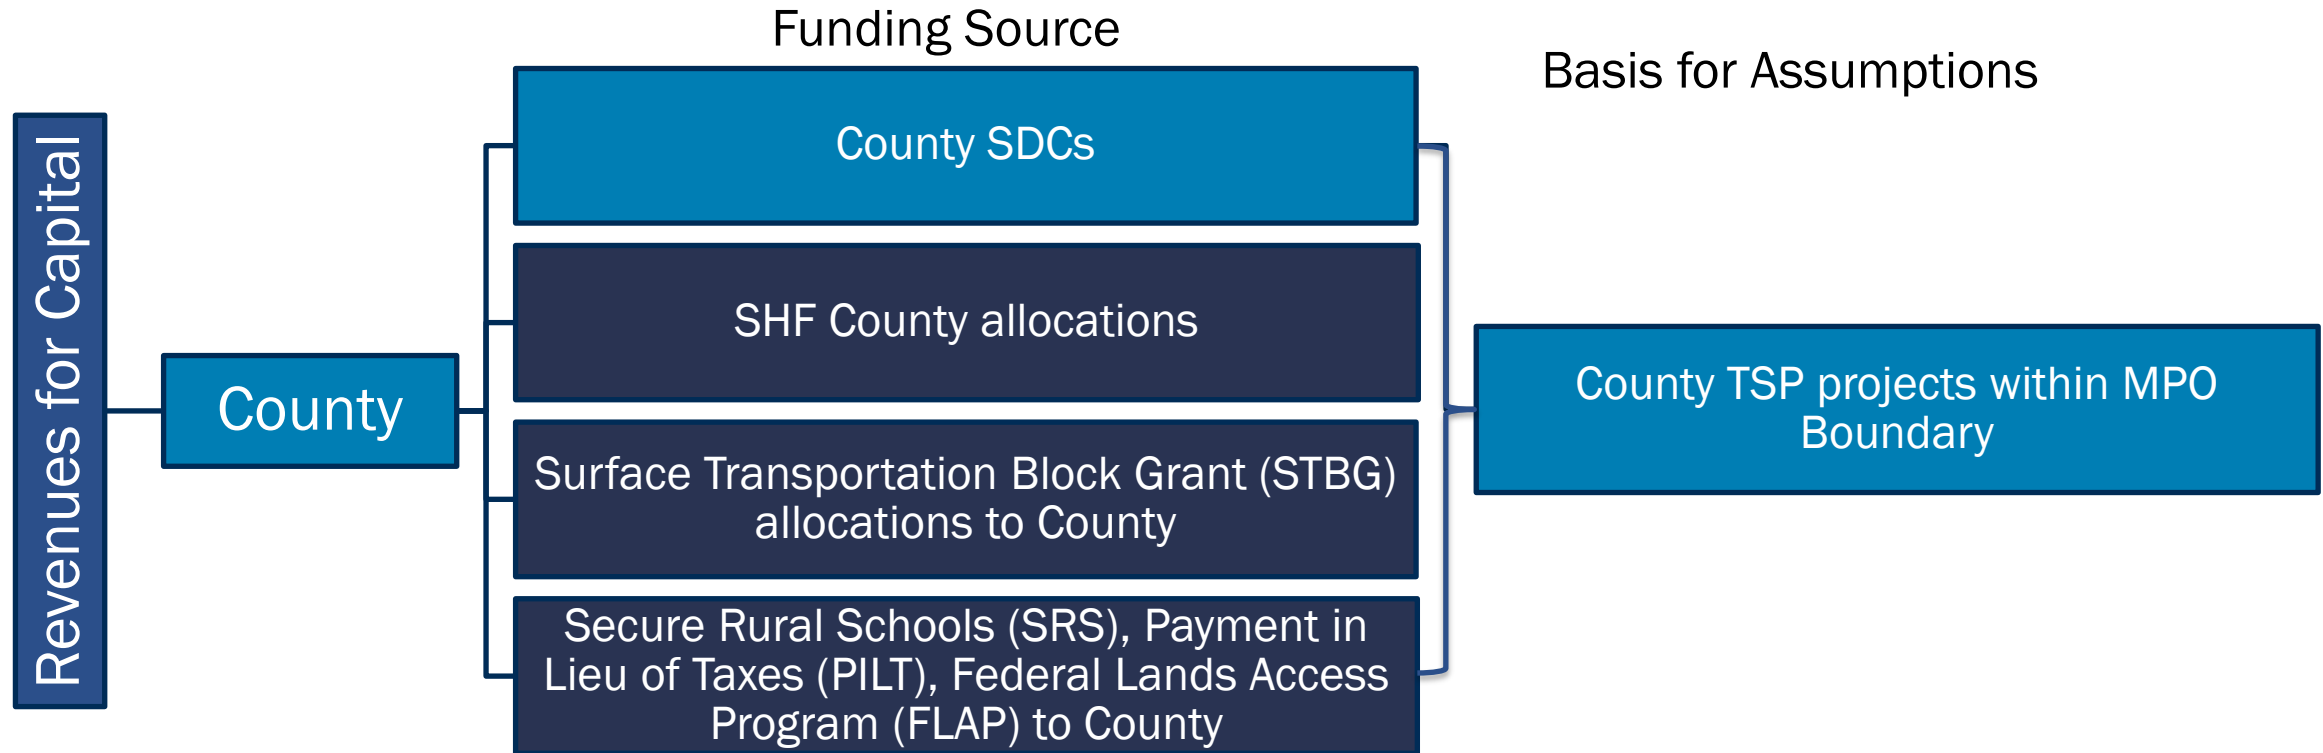 Funding Source
Basis for Assumptions
Revenues for Capital
County
County SDCs
SHF County allocations
Surface Transportation Block Grant (STBG)
allocations to County
Secure Rural Schools (SRS), Payment in
Lieu of Taxes (PILT), Federal Lands Access
Program (FLAP) to County
County TSP projects within MPO
Boundary